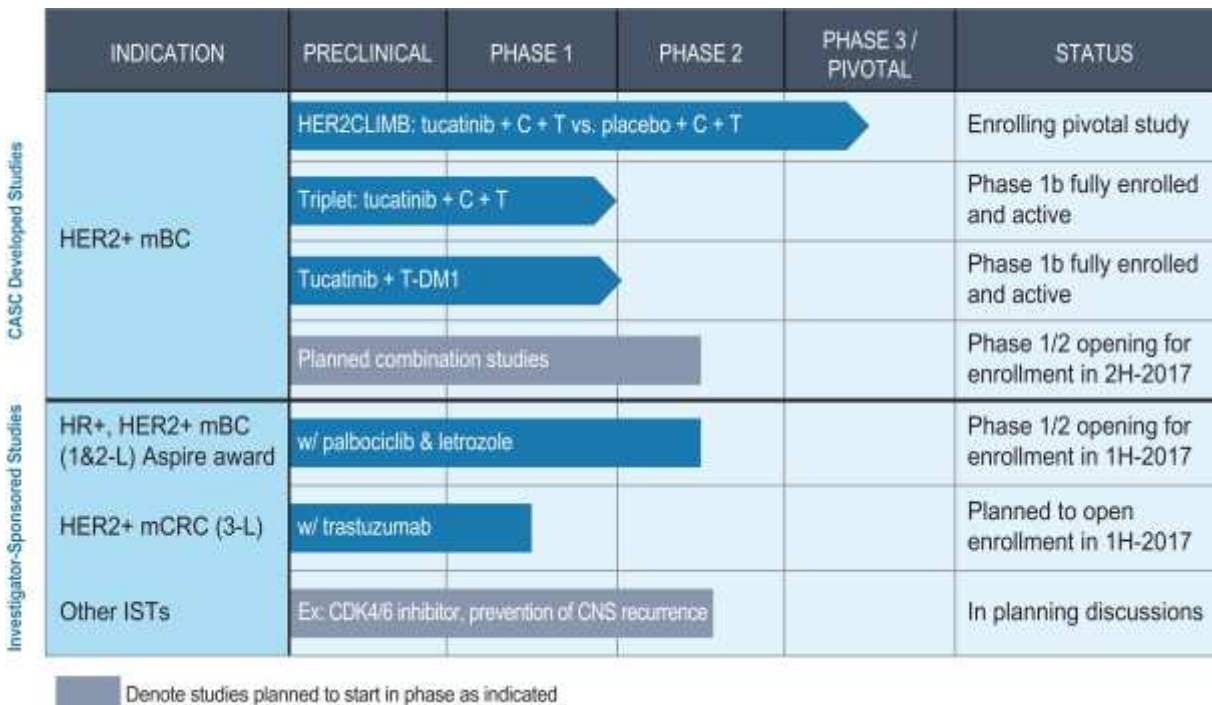 INDICATION
PRECLINICAL
PHASE 1
PHASE 2
PHASE 3 /
PIVOTAL
STATUS
CASC Developed Studies
HER2+ mBC
HER2CLIMB: tucatinib + C + T vs. placebo + C + T
Enrolling pivotal study
Triplet: tucatinib + C + T
Phase 1b fully enrolled
and active
Tucatinib + T-DM1
Phase 1b fully enrolled
and active
Planned combination studies
Phase 1/2 opening for
enrollment in 2H-2017
Investigator-Sponsored Studies
HR+, HER2+ mBC
(1&2-L) Aspire award
w/ palbociclib & letrozole
Phase 1/2 opening for
enrollment in 1H-2017
HER2+ mCRC (3-L)
w/ trastuzumab
Planned to open
enrollment in 1H-2017
Other ISTs
Ex: CDK4/6 inhibitor, prevention of CNS recurrence
In planning discussions
Denote studies planned to start in phase as indicated